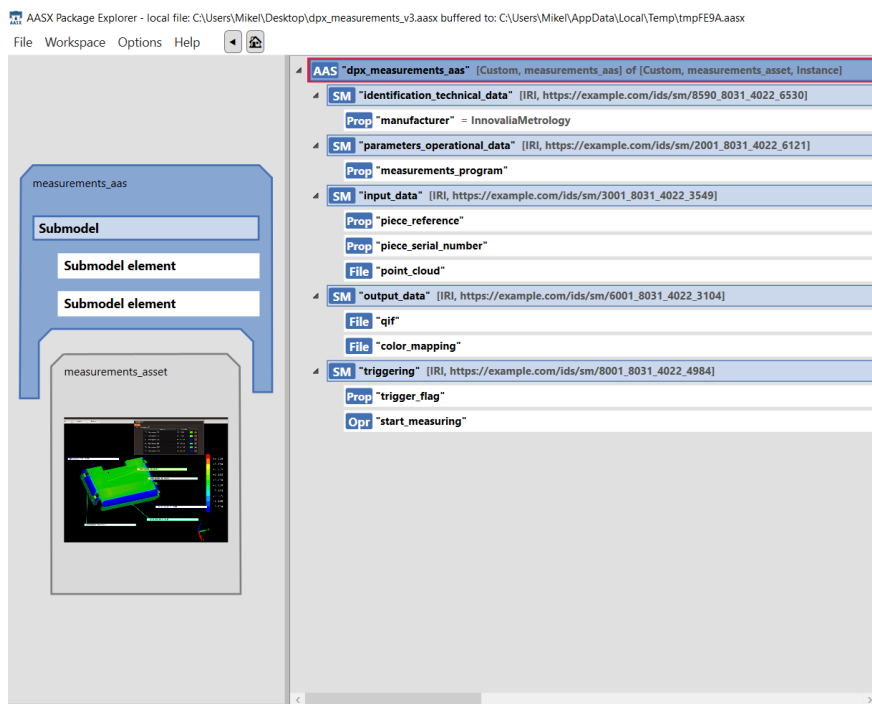 AASX Package Explorer - local file: C:\Users\Mikel\Desktop\dpx_measurements_v3.aasx buffered to: C:\Users\Mikel\AppData\Local\Temp\tmpFE9A.aasx
File Workspace Options Help
measurements_aas
Submodel
Submodel element
Submodel element
measurements_asset
AAS "dpx_measurements_aas" [Custom, measurements_aas] of [Custom, measurements_asset, Instance]
SM "identification_technical_data" [IRI, https://example.com/ids/sm/8590_8031_4022_6530]
Prop "manufacturer" = InnovaliaMetrology
SM "parameters_operational_data" [IRI, https://example.com/ids/sm/2001_8031_4022_6121]
Prop "measurements_program"
SM "input_data" [IRI, https://example.com/ids/sm/3001_8031_4022_3549]
Prop "piece_reference"
Prop "piece_serial_number"
File "point_cloud"
SM "output_data" [IRI, https://example.com/ids/sm/6001_8031_4022_3104]
File "qif"
File "color_mapping"
SM "triggering" [IRI, https://example.com/ids/sm/8001_8031_4022_4984]
Prop "trigger_flag"
Opr "start_measuring"